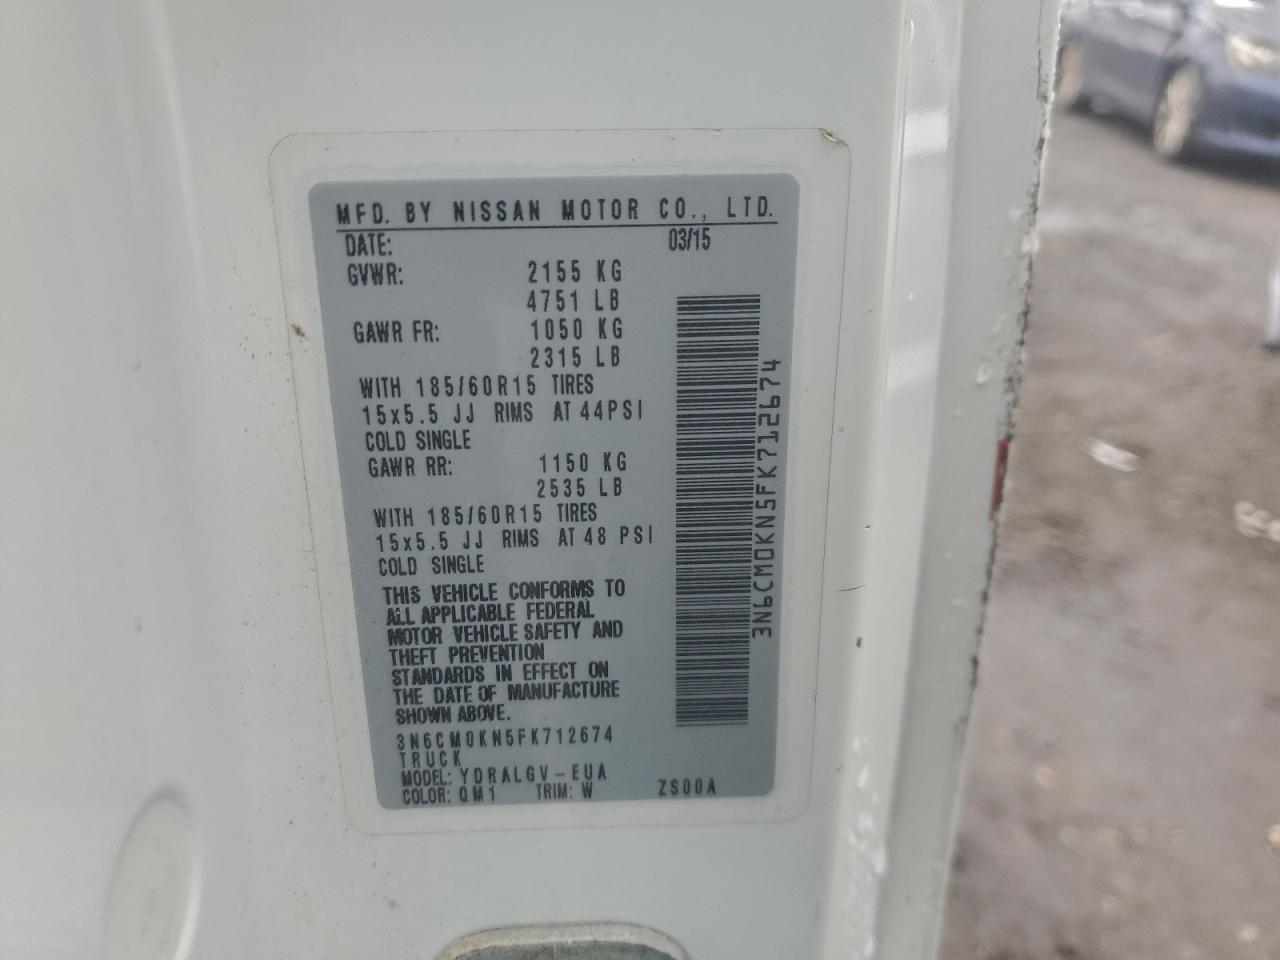 MFD. BY NISSAN MOTOR CO., LTD.
DATE: 03/15
GVWR: 2155 KG
4751 LB
GAWR FR: 1050 KG
2315 LB
WITH 185/60R15 TIRES
15x5.5 JJ RIMS AT 44PSI
COLD SINGLE
GAWR RR: 1150 KG
2535 LB
WITH 185/60R15 TIRES
15x5.5 JJ RIMS AT 48 PSI
COLD SINGLE
THIS VEHICLE CONFORMS TO
ALL APPLICABLE FEDERAL
MOTOR VEHICLE SAFETY AND
THEFT PREVENTION
STANDARDS IN EFFECT ON
THE DATE OF MANUFACTURE
SHOWN ABOVE.
3N6CM0KN5FK712674
TRUCK
MODEL: YDRALGV-EUA
COLOR: QM1 TRIM: W ZS00A
3N6CM0KN5FK712674